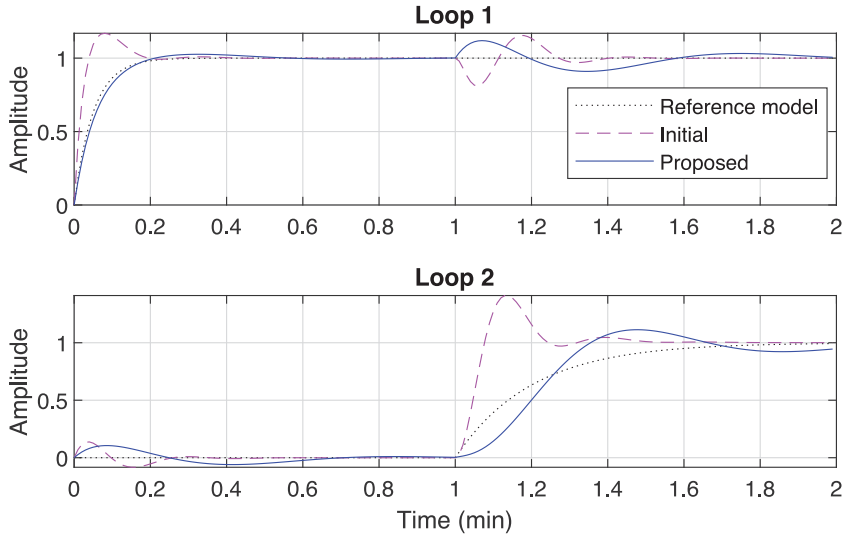 Loop 1
Amplitude
1
0.5
0
Reference model
Initial
Proposed
0 0.2 0.4 0.6 0.8 1 1.2 1.4 1.6 1.8 2
Loop 2
Amplitude
1
0.5
0
0 0.2 0.4 0.6 0.8 1 1.2 1.4 1.6 1.8 2
Time (min)